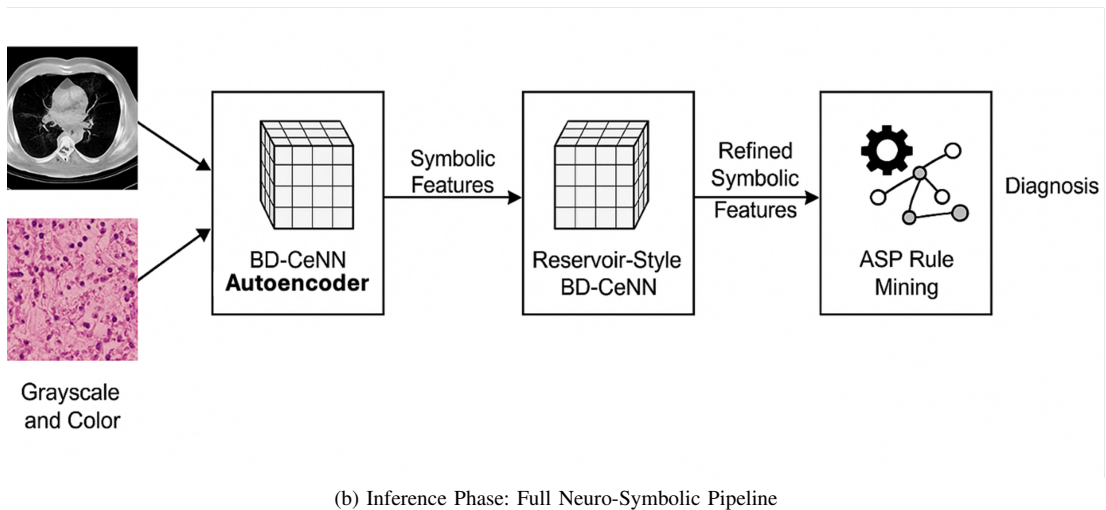 Grayscale
and Color
BD-CeNN
Autoencoder
Symbolic
Features
Reservoir-Style
BD-CeNN
Refined
Symbolic
Features
ASP Rule
Mining
Diagnosis
(b) Inference Phase: Full Neuro-Symbolic Pipeline